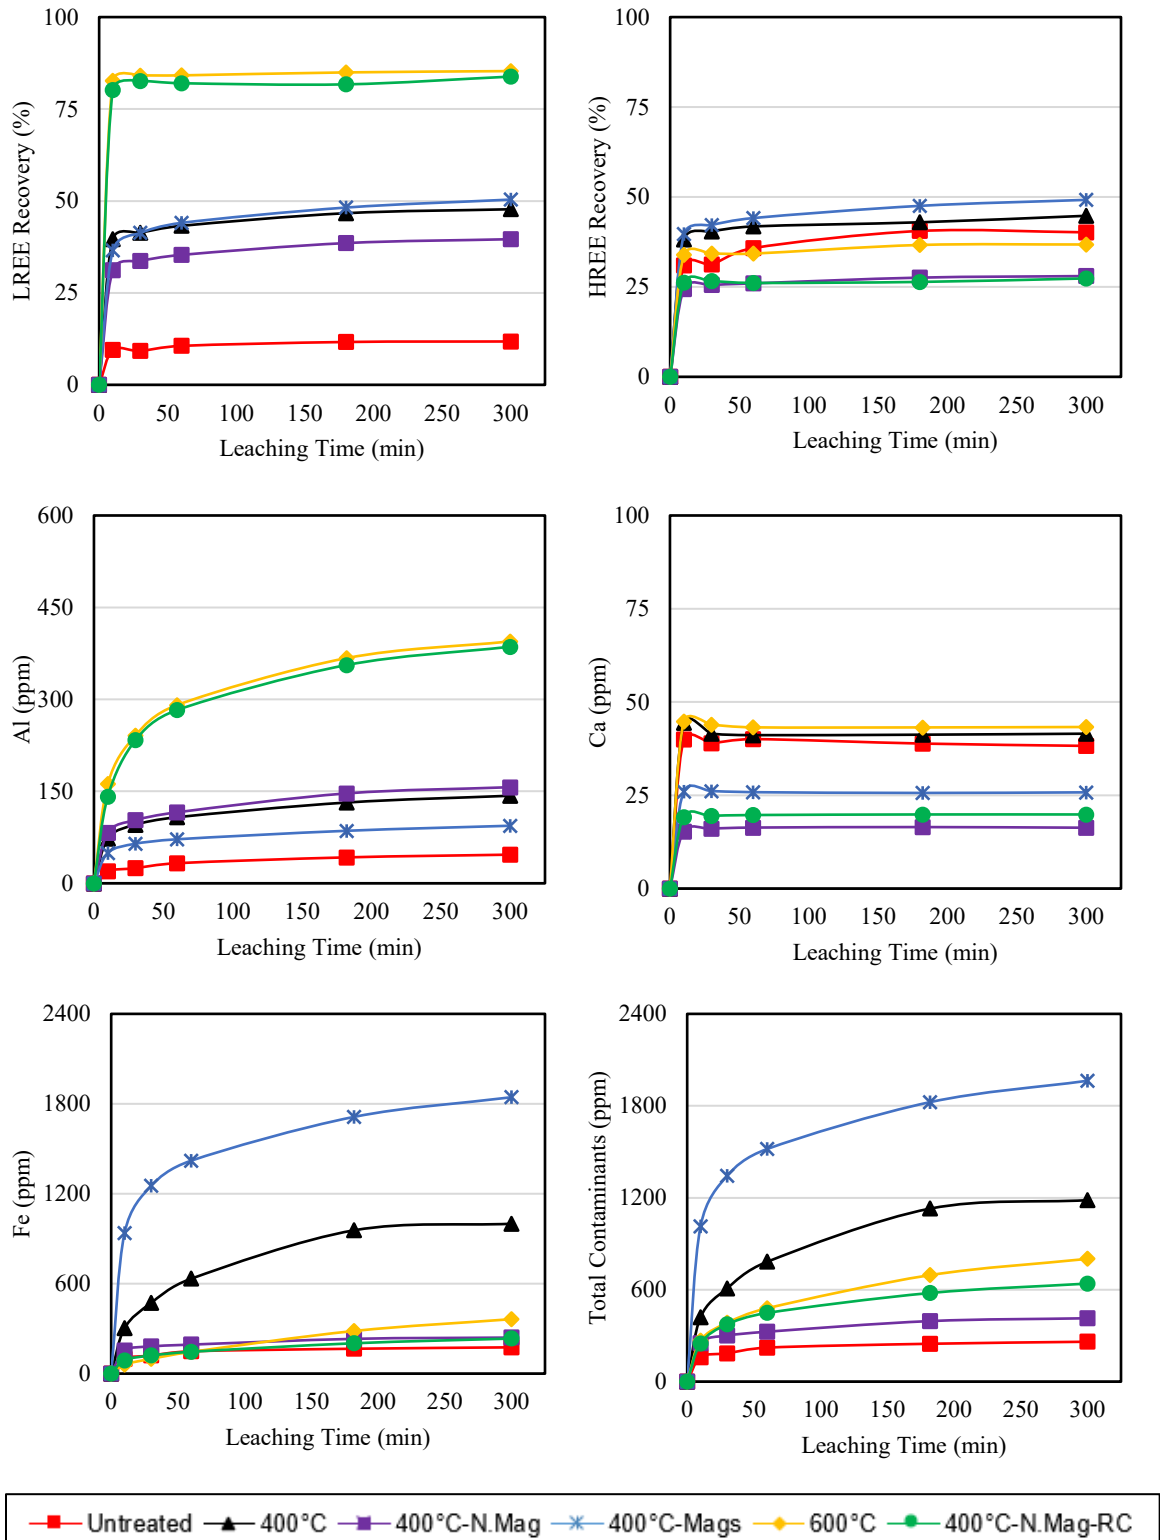 100
75
50
25
0
LREE Recovery (%)
0 50 100 150 200 250 300
Leaching Time (min)
100
75
50
25
0
HREE Recovery (%)
0 50 100 150 200 250 300
Leaching Time (min)
600
450
300
150
0
Al (ppm)
0 50 100 150 200 250 300
Leaching Time (min)
100
75
50
25
0
Ca (ppm)
0 50 100 150 200 250 300
Leaching Time (min)
2400
1800
1200
600
0
Fe (ppm)
0 50 100 150 200 250 300
Leaching Time (min)
2400
1800
1200
600
0
Total Contaminants (ppm)
0 50 100 150 200 250 300
Leaching Time (min)
Untreated 400°C 400°C-N.Mag 400°C-Mags 600°C 400°C-N.Mag-RC